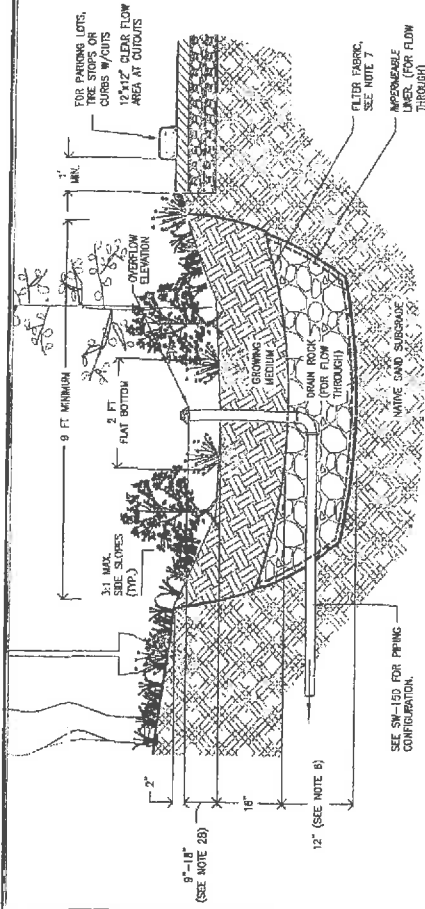 9 FT MINIMUM
1'
MIN.
FOR PARKING LOTS,
TIRE STOPS OR
CURBS W/CUTS
12"x12" CLEAR FLOW
AREA AT CUTOUTS
2 FT
FLAT BOTTOM
OVERFLOW
ELEVATION
3:1 MAX.
SIDE SLOPES
(TYP.)
2"
9"-18"
(SEE NOTE 2B)
18"
12" (SEE NOTE 6)
GROWING
MEDIUM
DRAIN ROCK
(FOR FLOW
THROUGH)
NATIVE SAND SUBGRADE
FILTER FABRIC,
SEE NOTE 7
IMPERMEABLE
LINER. (FOR FLOW
THROUGH)
SEE SW-150 FOR PIPING
CONFIGURATION.